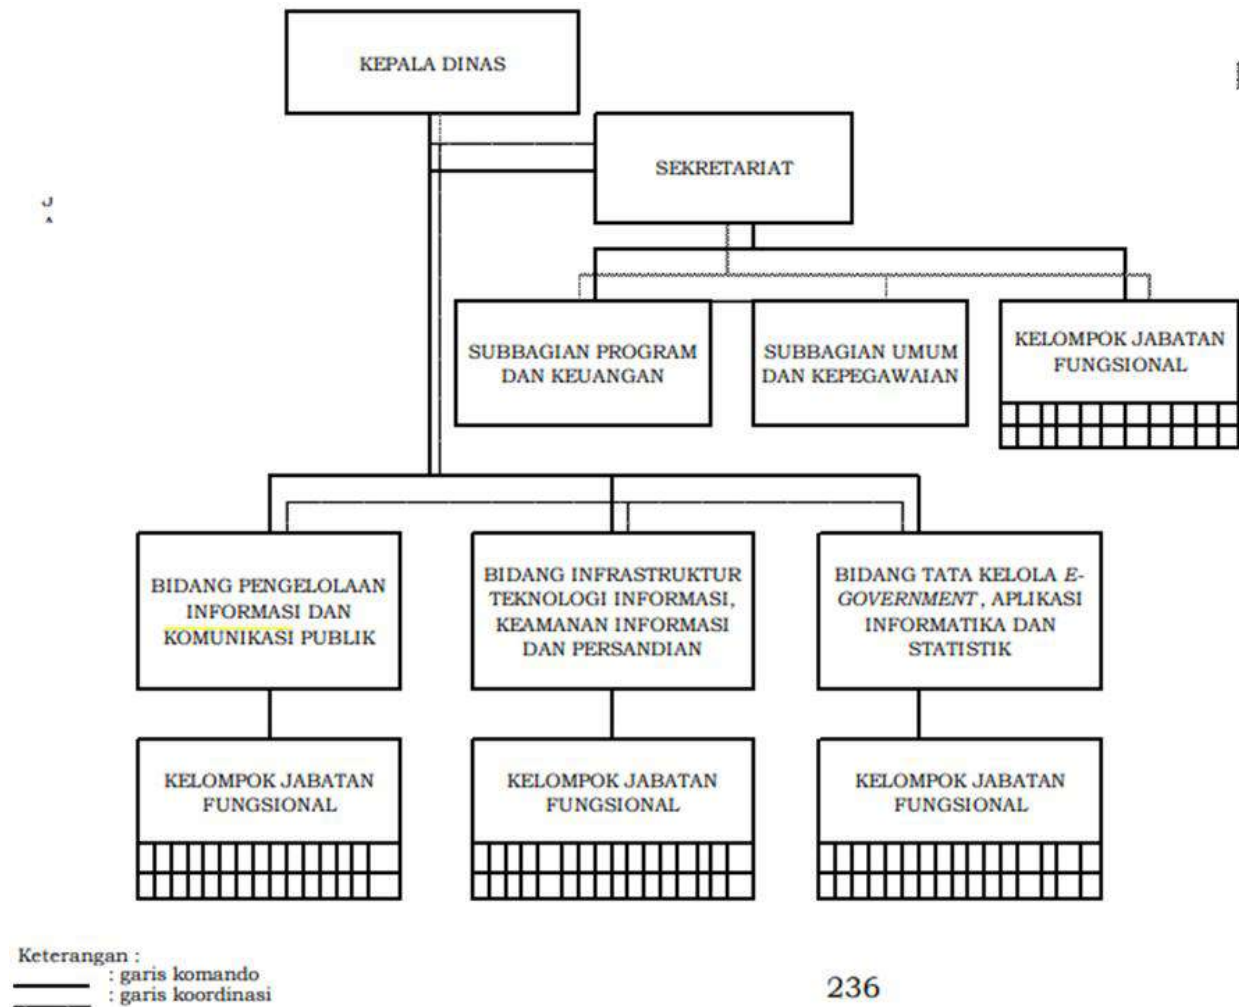 KEPALA DINAS
SEKRETARIAT
SUBBAGIAN PROGRAM
DAN KEUANGAN
SUBBAGIAN UMUM
DAN KEPEGAWAIAN
KELOMPOK JABATAN
FUNGSIONAL
BIDANG PENGELOLAAN
INFORMASI DAN
KOMUNIKASI PUBLIK
BIDANG INFRASTRUKTUR
TEKNOLOGI INFORMASI,
KEAMANAN INFORMASI
DAN PERSANDIAN
BIDANG TATA KELOLA E-
GOVERNMENT, APLIKASI
INFORMATIKA DAN
STATISTIK
KELOMPOK JABATAN
FUNGSIONAL
KELOMPOK JABATAN
FUNGSIONAL
KELOMPOK JABATAN
FUNGSIONAL
Keterangan :
: garis komando
: garis koordinasi
236